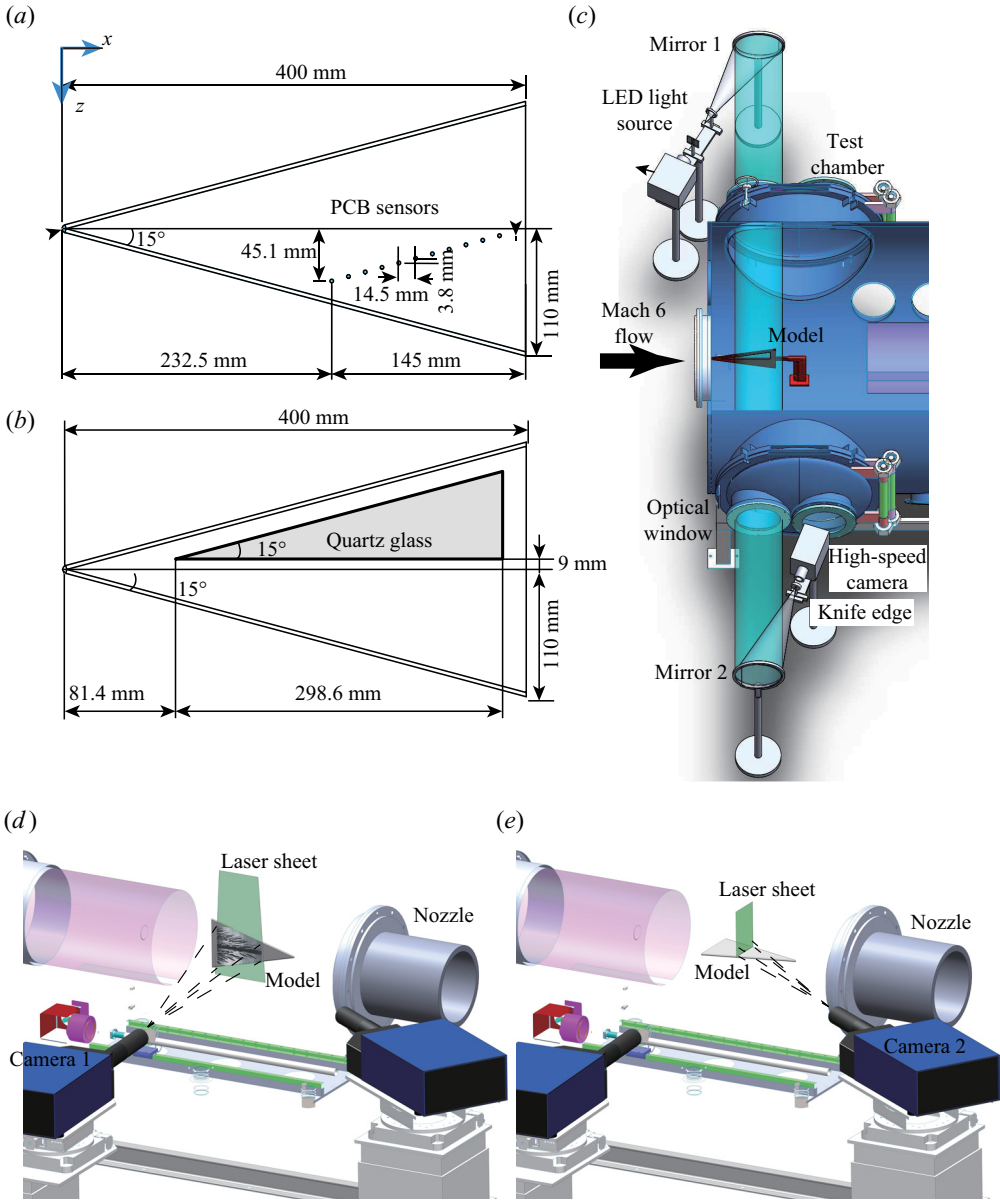 (a)
x
z
400 mm
PCB sensors
15°
45.1 mm
14.5 mm
3.8 mm
110 mm
232.5 mm
145 mm
(b)
400 mm
15°
Quartz glass
9 mm
15°
110 mm
81.4 mm
298.6 mm
(c)
Mirror 1
LED light
source
Test
chamber
Mach 6
flow
Model
Optical
window
High-speed
camera
Knife edge
Mirror 2
(d)
Laser sheet
Nozzle
Model
Camera 1
(e)
Laser sheet
Nozzle
Model
Camera 2